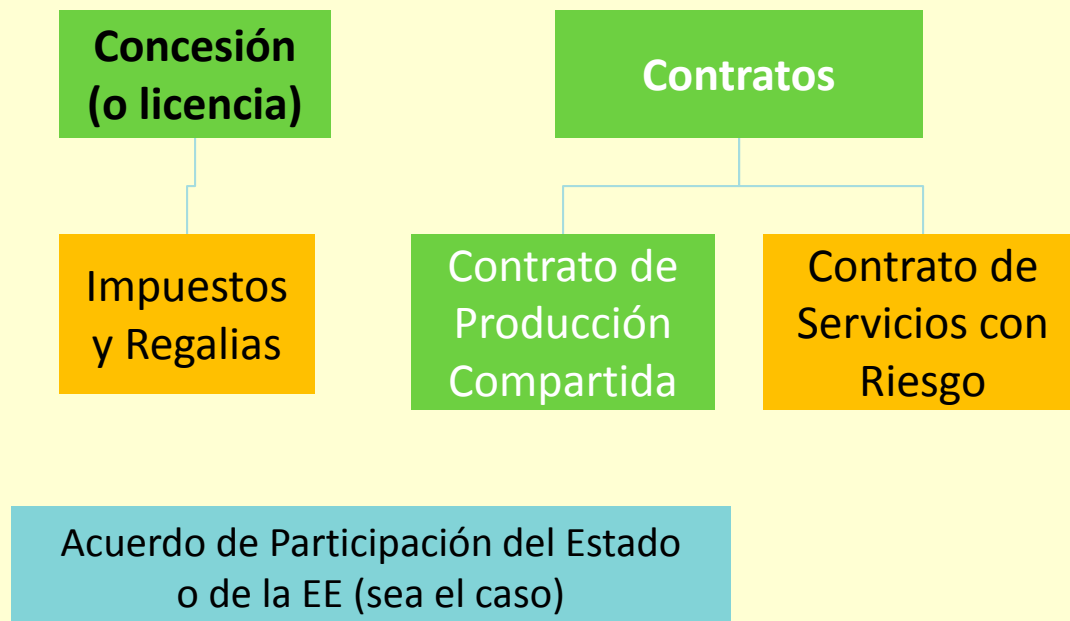 Concesión
(o licencia)
Contratos
Impuestos
y Regalias
Contrato de
Producción
Compartida
Contrato de
Servicios con
Riesgo
Acuerdo de Participación del Estado
o de la EE (sea el caso)